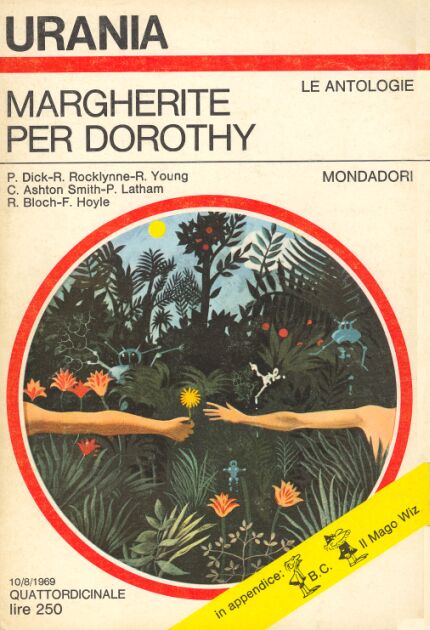 URANIA
LE ANTOLOGIE
MARGHERITE
PER DOROTHY
P. Dick-R. Rocklynne-R. Young
C. Ashton Smith-P. Latham
R. Bloch-F. Hoyle
MONDADORI
10/8/1969
QUATTORDICINALE
lire 250
in appendice: B.C. Il Mago Wiz